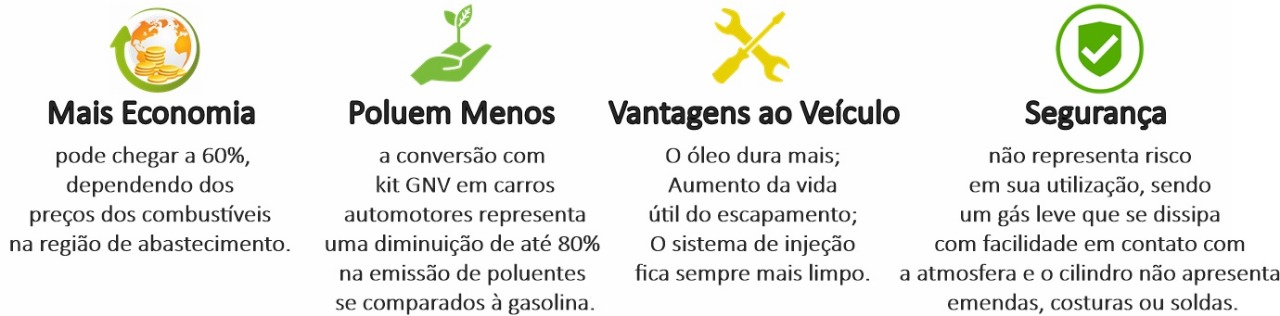 Mais Economia
pode chegar a 60%,
dependendo dos
preços dos combustíveis
na região de abastecimento.
Poluem Menos
a conversão com
kit GNV em carros
automotores representa
uma diminuição de até 80%
na emissão de poluentes
se comparados à gasolina.
Vantagens ao Veículo
O óleo dura mais;
Aumento da vida
útil do escapamento;
O sistema de injeção
fica sempre mais limpo.
Segurança
não representa risco
em sua utilização, sendo
um gás leve que se dissipa
com facilidade em contato com
a atmosfera e o cilindro não apresenta
emendas, costuras ou soldas.